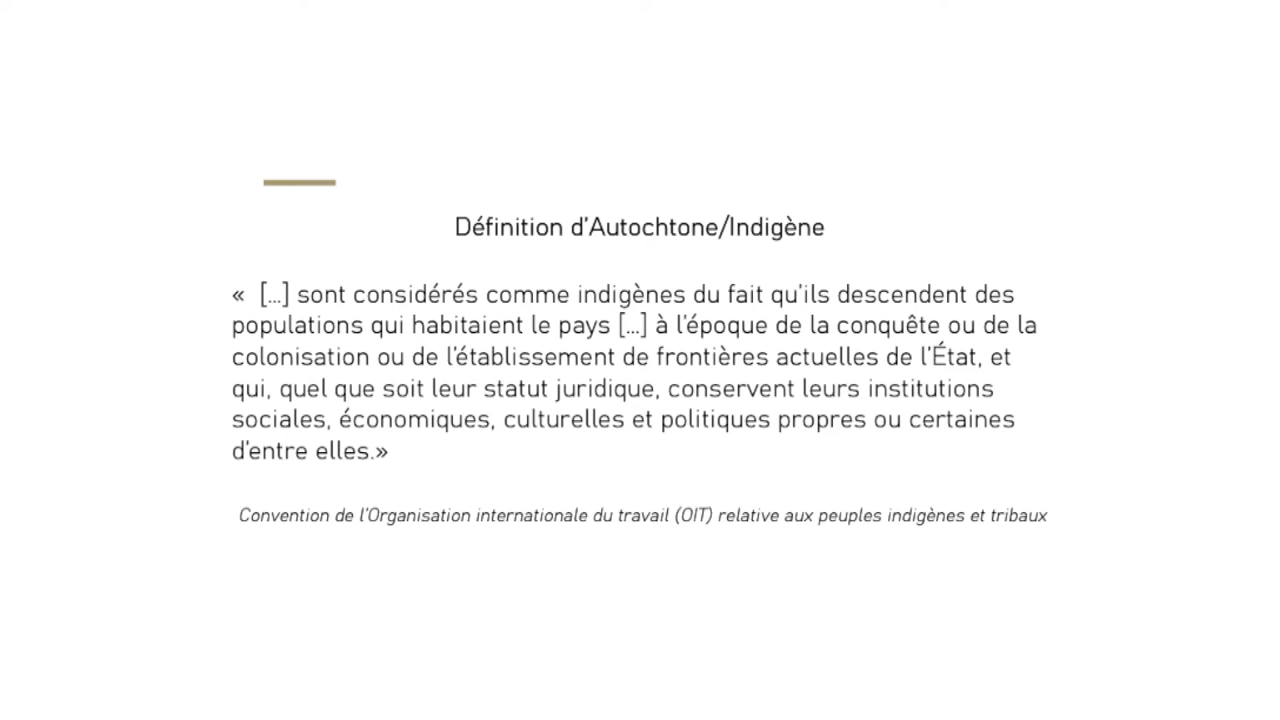 Définition d'Autochtone/Indigène
«  [...] sont considérés comme indigènes du fait qu'ils descendent des
populations qui habitaient le pays [...] à l'époque de la conquête ou de la
colonisation ou de l'établissement de frontières actuelles de l'État, et
qui, quel que soit leur statut juridique, conservent leurs institutions
sociales, économiques, culturelles et politiques propres ou certaines
d'entre elles.»
Convention de l'Organisation internationale du travail (OIT) relative aux peuples indigènes et tribaux